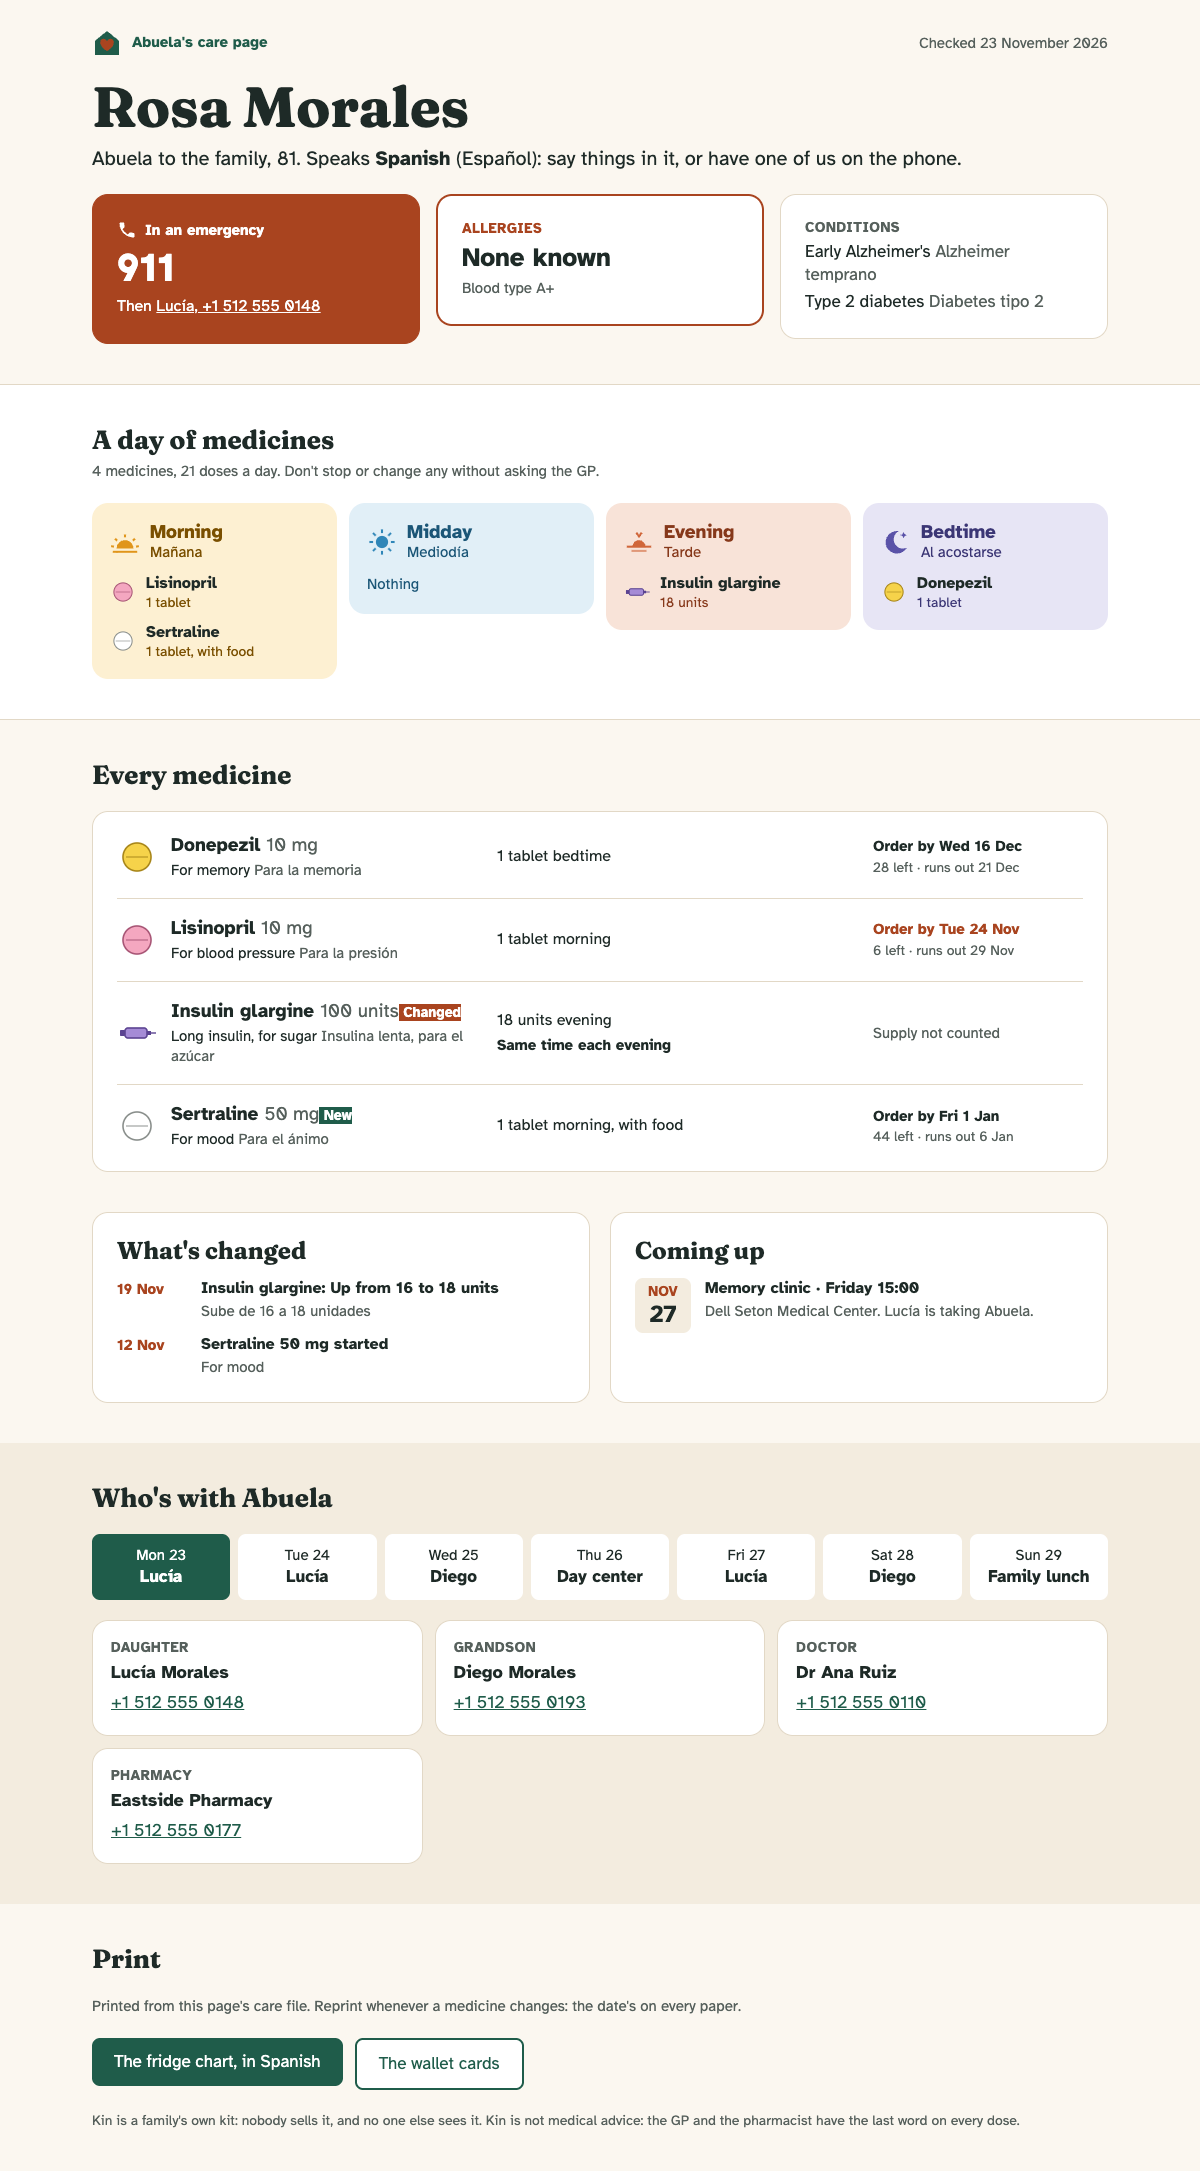 Abuela's care page
Checked 23 November 2026
Rosa Morales
Abuela to the family, 81. Speaks Spanish (Español): say things in it, or have one of us on the phone.
In an emergency
911
Then Lucía, +1 512 555 0148
ALLERGIES
None known
Blood type A+
CONDITIONS
Early Alzheimer's Alzheimer
temprano
Type 2 diabetes Diabetes tipo 2
A day of medicines
4 medicines, 21 doses a day. Don't stop or change any without asking the GP.
Morning
Mañana
Lisinopril
1 tablet
Sertraline
1 tablet, with food
Midday
Mediodía
Nothing
Evening
Tarde
Insulin glargine
18 units
Bedtime
Al acostarse
Donepezil
1 tablet
Every medicine
Donepezil 10 mg
For memory Para la memoria
1 tablet bedtime
Order by Wed 16 Dec
28 left · runs out 21 Dec
Lisinopril 10 mg
For blood pressure Para la presión
1 tablet morning
Order by Tue 24 Nov
6 left · runs out 29 Nov
Insulin glargine 100 units Changed
Long insulin, for sugar Insulina lenta, para el
azúcar
18 units evening
Same time each evening
Supply not counted
Sertraline 50 mg New
For mood Para el ánimo
1 tablet morning, with food
Order by Fri 1 Jan
44 left · runs out 6 Jan
What's changed
19 Nov
Insulin glargine: Up from 16 to 18 units
Sube de 16 a 18 unidades
12 Nov
Sertraline 50 mg started
For mood
Coming up
NOV
27
Memory clinic · Friday 15:00
Dell Seton Medical Center. Lucía is taking Abuela.
Who's with Abuela
Mon 23
Lucía
Tue 24
Lucía
Wed 25
Diego
Thu 26
Day center
Fri 27
Lucía
Sat 28
Diego
Sun 29
Family lunch
DAUGHTER
Lucía Morales
+1 512 555 0148
GRANDSON
Diego Morales
+1 512 555 0193
DOCTOR
Dr Ana Ruiz
+1 512 555 0110
PHARMACY
Eastside Pharmacy
+1 512 555 0177
Print
Printed from this page's care file. Reprint whenever a medicine changes: the date's on every paper.
The fridge chart, in Spanish
The wallet cards
Kin is a family's own kit: nobody sells it, and no one else sees it. Kin is not medical advice: the GP and the pharmacist have the last word on every dose.